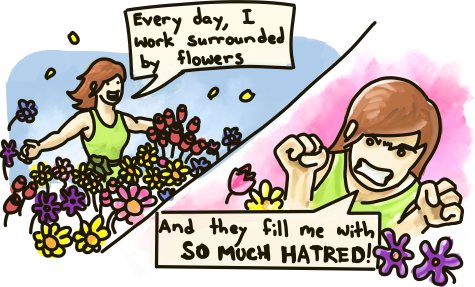 Every day, I
work surrounded
by flowers
And they fill me with
SO MUCH HATRED!